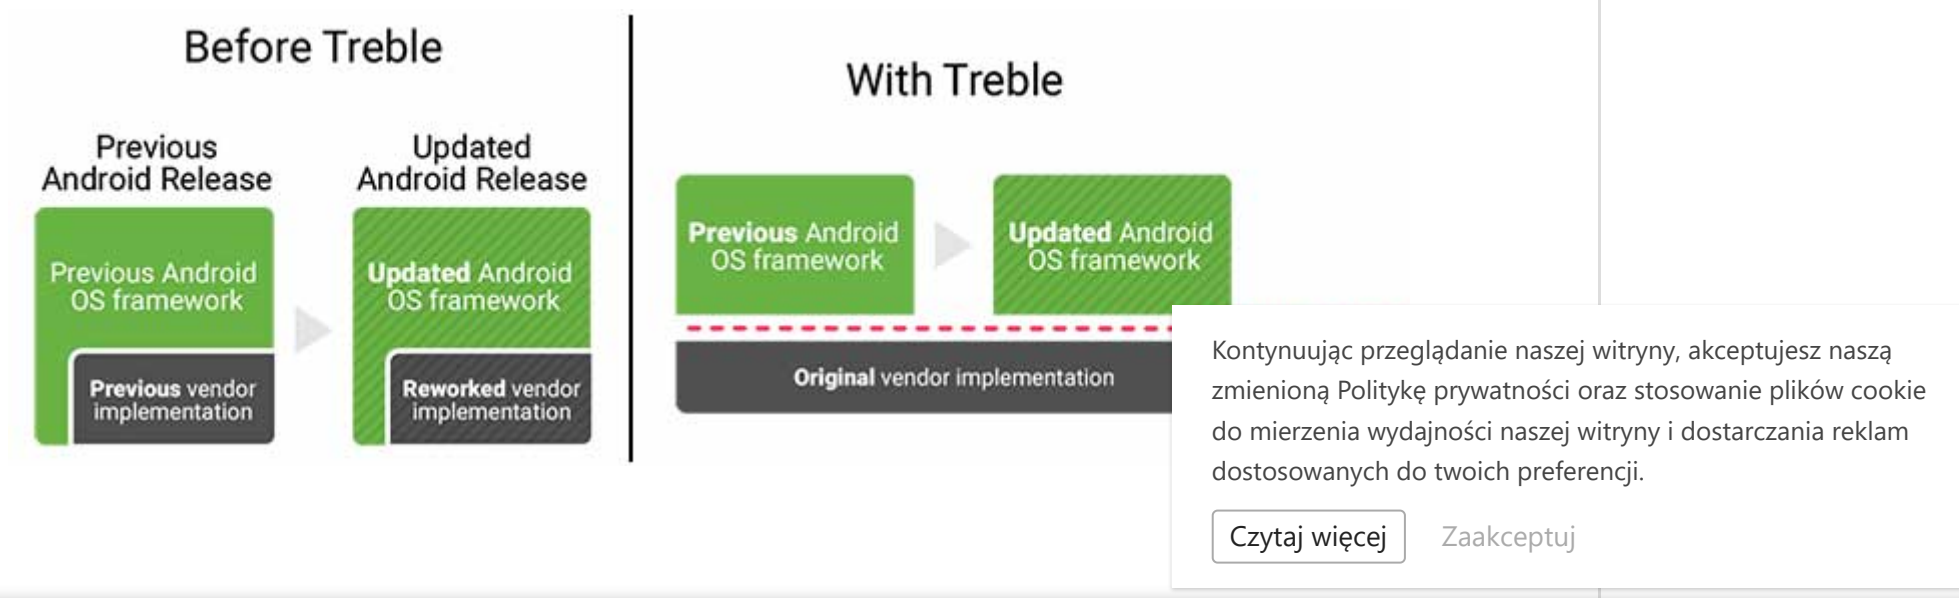 Before Treble
Previous
Android Release
Updated
Android Release
Previous Android
OS framework
Previous vendor
implementation
Updated Android
OS framework
Reworked vendor
implementation
With Treble
Previous Android
OS framework
Updated Android
OS framework
Original vendor implementation
Kontynuując przeglądanie naszej witryny, akceptujesz naszą
zmienioną Politykę prywatności oraz stosowanie plików cookie
do mierzenia wydajności naszej witryny i dostarczania reklam
dostosowanych do twoich preferencji.
Czytaj więcej
Zaakceptuj